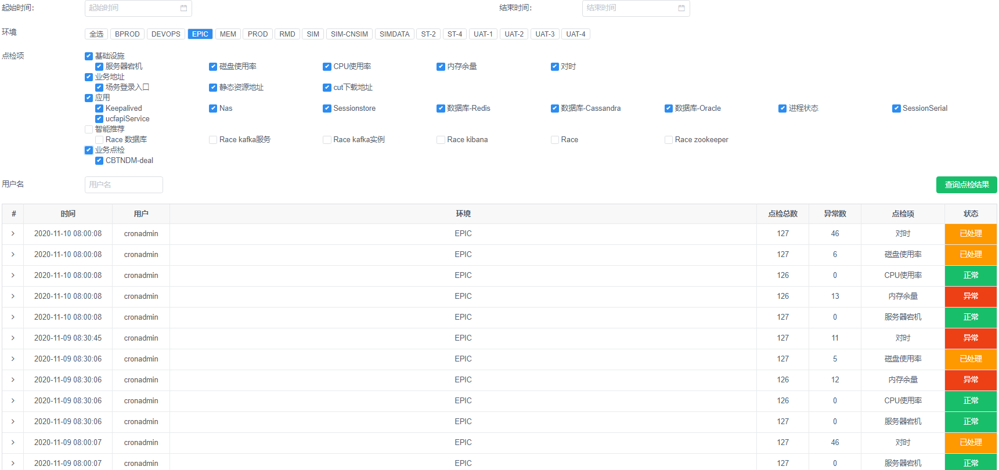 起始时间: 起始时间 结束时间: 结束时间
环境 全选 BPROD DEVOPS EPIC MEM PROD RMD SIM SIM-CNSIM SIMDATA ST-2 ST-4 UAT-1 UAT-2 UAT-3 UAT-4
点检项 基础设施
服务器宕机 磁盘使用率 CPU使用率 内存余量 对时
业务地址
场务登录入口 静态资源地址 cut下载地址
应用
Keepalived Nas Sessionstore 数据库-Redis 数据库-Cassandra 数据库-Oracle 进程状态 SessionSerial
ucfapiService
智能推荐
Race 数据库 Race kafka服务 Race kafka实例 Race kibana Race Race zookeeper
业务点检
CBTNDM-deal
用户名 用户名 查询点检结果
# 时间 用户 环境 点检总数 异常数 点检项 状态
2020-11-10 08:00:08 cronadmin EPIC 127 46 对时 已处理
2020-11-10 08:00:08 cronadmin EPIC 127 6 磁盘使用率 已处理
2020-11-10 08:00:08 cronadmin EPIC 126 0 CPU使用率 正常
2020-11-10 08:00:08 cronadmin EPIC 126 13 内存余量 异常
2020-11-10 08:00:08 cronadmin EPIC 127 0 服务器宕机 正常
2020-11-09 08:30:45 cronadmin EPIC 127 11 对时 异常
2020-11-09 08:30:06 cronadmin EPIC 127 5 磁盘使用率 已处理
2020-11-09 08:30:06 cronadmin EPIC 126 12 内存余量 异常
2020-11-09 08:30:06 cronadmin EPIC 126 0 CPU使用率 正常
2020-11-09 08:30:06 cronadmin EPIC 127 0 服务器宕机 正常
2020-11-09 08:00:07 cronadmin EPIC 127 46 对时 已处理
2020-11-09 08:00:07 cronadmin EPIC 127 0 服务器宕机 正常